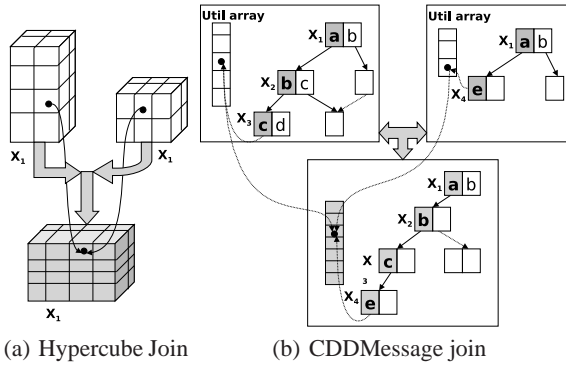 X1
X1
X1
(a) Hypercube Join
Util array
X1 a b
X2 b c
X3 c d
Util array
X1 a b
X4 e
X1 a b
X2 b
X 3 c
X4 e
(b) CDDMessage join